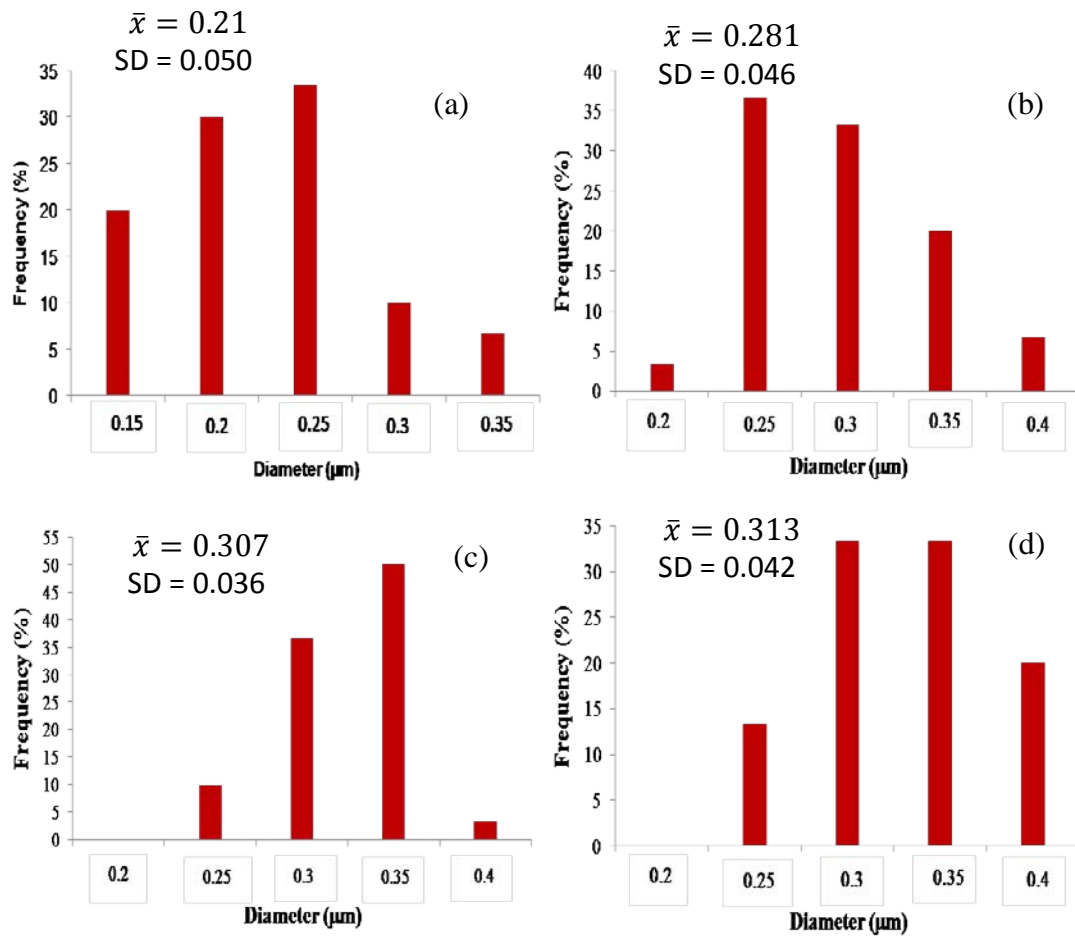 x̄ = 0.21
SD = 0.050
(a)
35
30
25
20
15
10
5
0
Frequency (%)
0.15 0.2 0.25 0.3 0.35
Diameter (µm)
x̄ = 0.281
SD = 0.046
(b)
40
35
30
25
20
15
10
5
0
Frequency (%)
0.2 0.25 0.3 0.35 0.4
Diameter (µm)
x̄ = 0.307
SD = 0.036
(c)
55
50
45
40
35
30
25
20
15
10
5
0
Frequency (%)
0.2 0.25 0.3 0.35 0.4
Diameter (µm)
x̄ = 0.313
SD = 0.042
(d)
35
30
25
20
15
10
5
0
Frequency (%)
0.2 0.25 0.3 0.35 0.4
Diameter (µm)